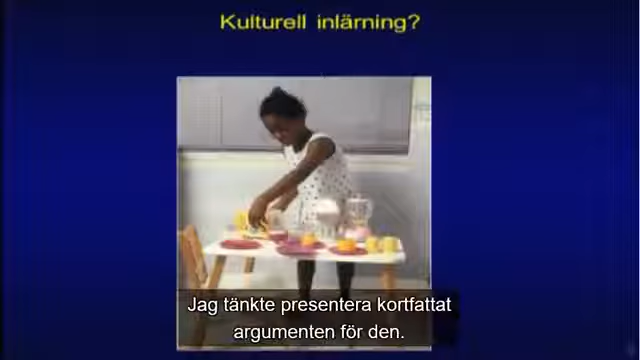 Kulturell inlärning?
Jag tänkte presentera kortfattat
argumenten för den.